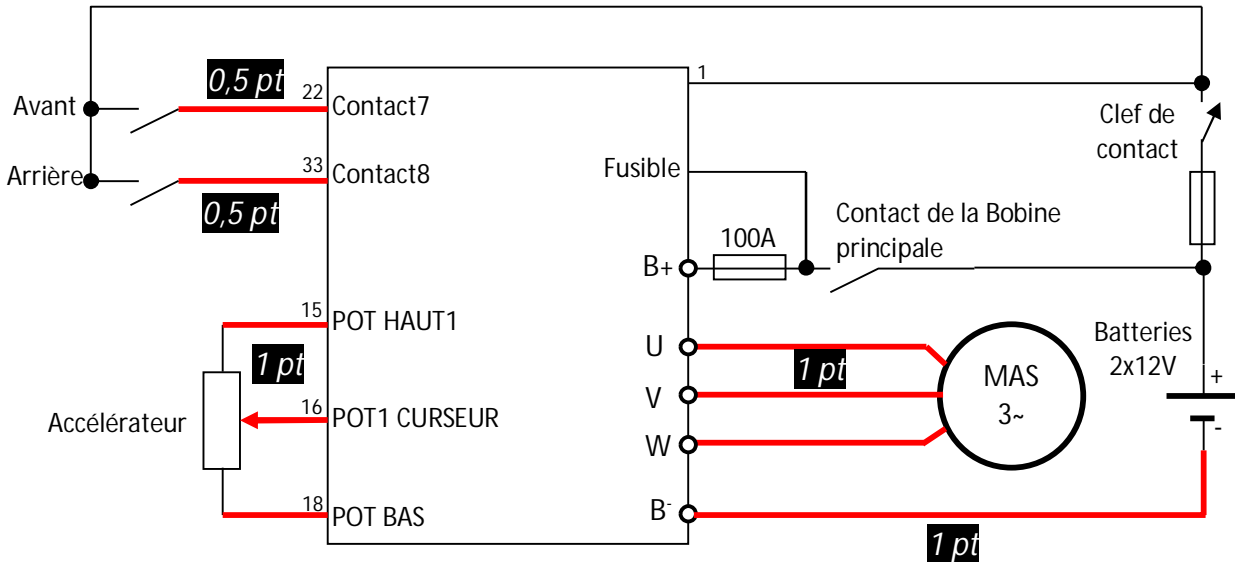 0,5 pt
1
22
Avant
Contact7
Clef de
contact
33
Arrière
Contact8
Fusible
0,5 pt
Contact de la Bobine
principale
100A
B+
15
POT HAUT1
U
1 pt
1 pt
Batteries
2x12V
+
MAS
3~
V
Accélérateur
16
POT1 CURSEUR
-
W
18
POT BAS
B-
1 pt